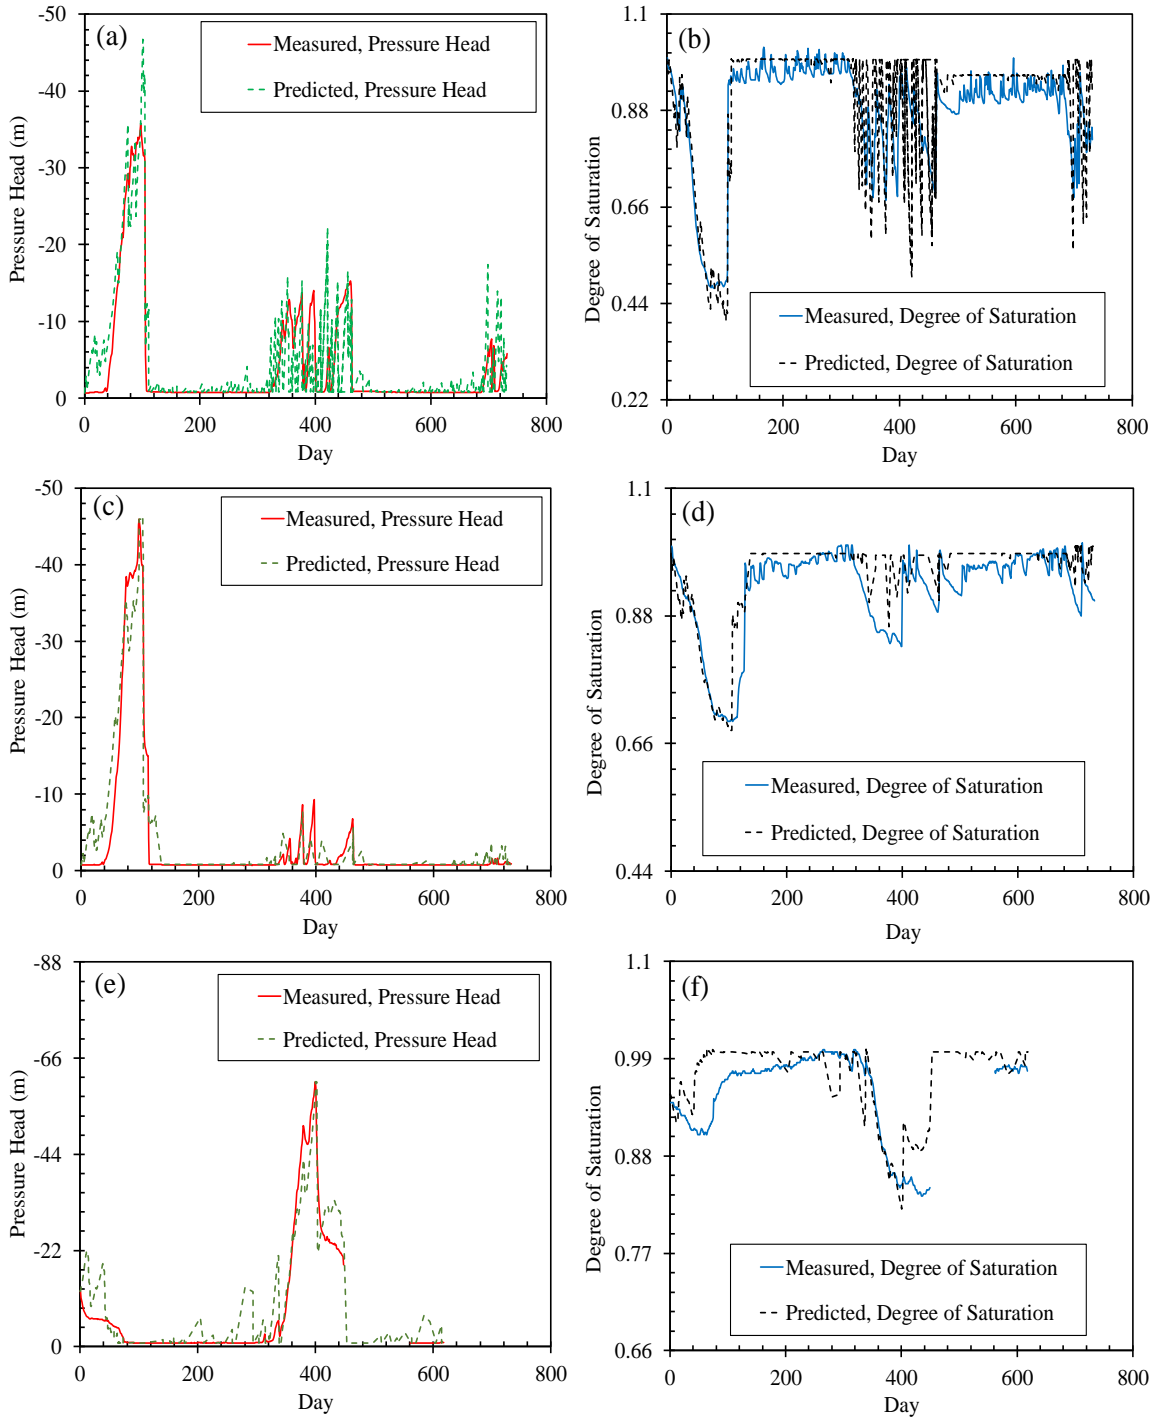 (a)
Measured, Pressure Head
Predicted, Pressure Head
Pressure Head (m)
-50
-40
-30
-20
-10
0
0 200 400 600 800
Day
(b)
Measured, Degree of Saturation
Predicted, Degree of Saturation
Degree of Saturation
1.1
0.88
0.66
0.44
0.22
0 200 400 600 800
Day
(c)
Measured, Pressure Head
Predicted, Pressure Head
Pressure Head (m)
-50
-40
-30
-20
-10
0
0 200 400 600 800
Day
(d)
Measured, Degree of Saturation
Predicted, Degree of Saturation
Degree of Saturation
1.1
0.88
0.66
0.44
0 200 400 600 800
Day
(e)
Measured, Pressure Head
Predicted, Pressure Head
Pressure Head (m)
-88
-66
-44
-22
0
0 200 400 600 800
Day
(f)
Measured, Degree of Saturation
Predicted, Degree of Saturation
Degree of Saturation
1.1
0.99
0.88
0.77
0.66
0 200 400 600 800
Day